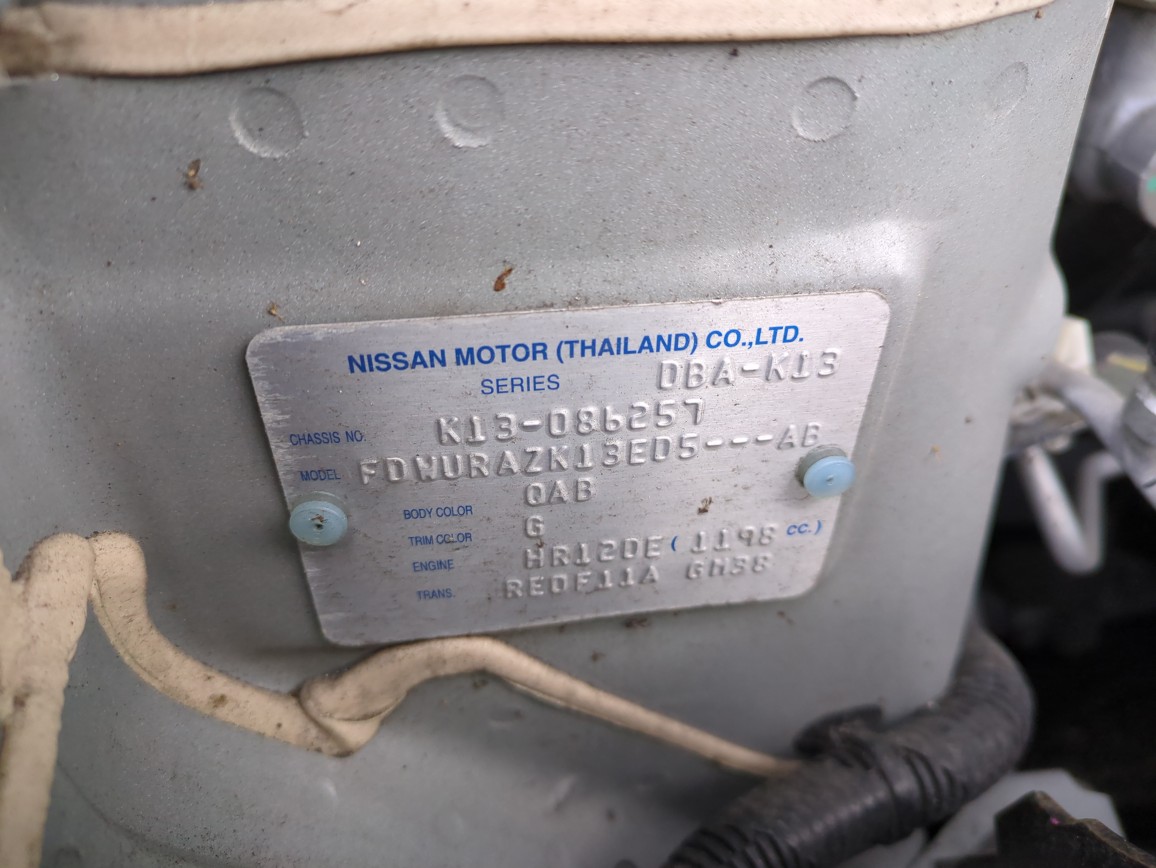 NISSAN MOTOR (THAILAND) CO.,LTD.
SERIES DBA-K13
CHASSIS NO. K13-086257
MODEL FDWURAZK13ED5---AB
BODY COLOR QAB
TRIM COLOR G
ENGINE HR12DE ( 1198 CC.)
TRANS. RE0F11A GH38